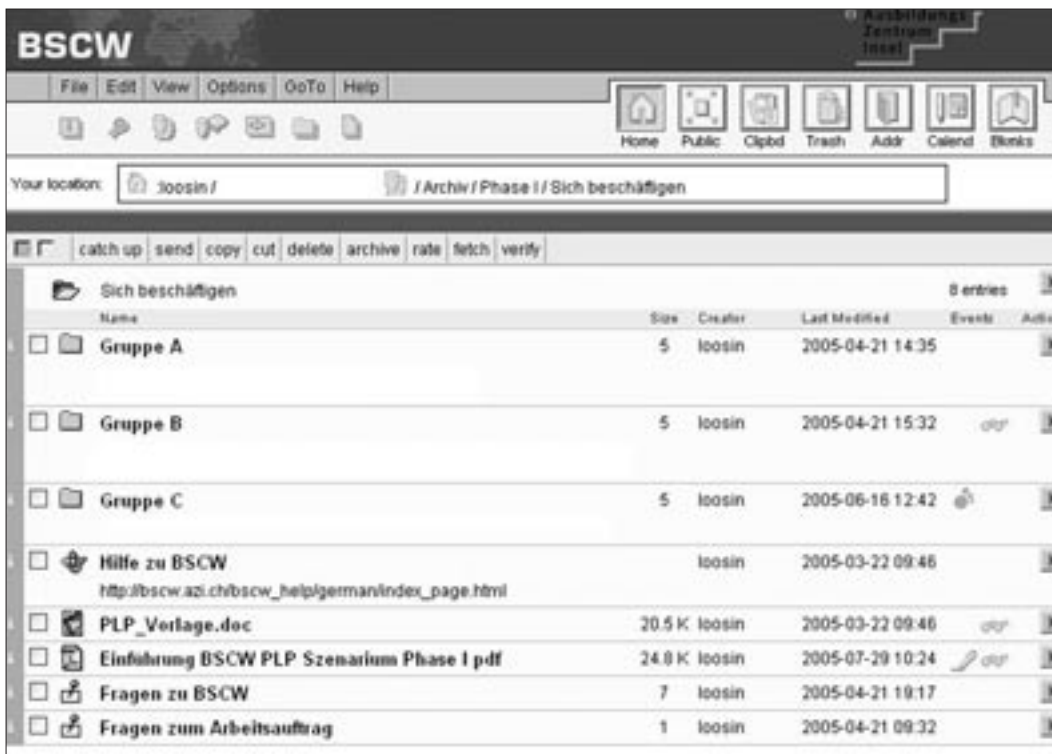 Ausbildungs
Zentrum
Insel
BSCW
File Edit View Options GoTo Help
Home Public Clipbd Trash Addr Calend Bkmks
Your location: :loosin / / Archiv / Phase I / Sich beschäftigen
catch up send copy cut delete archive rate fetch verify
Sich beschäftigen 8 entries
Name Size Creator Last Modified Events Actio
Gruppe A 5 loosin 2005-04-21 14:35
Gruppe B 5 loosin 2005-04-21 15:32
Gruppe C 5 loosin 2005-06-16 12:42
Hilfe zu BSCW loosin 2005-03-22 09:46
http://bscw.azi.ch/bscw_help/german/index_page.html
PLP_Vorlage.doc 20.5 K loosin 2005-03-22 09:46
Einführung BSCW PLP Szenarium Phase I pdf 24.8 K loosin 2005-07-29 10:24
Fragen zu BSCW 7 loosin 2005-04-21 19:17
Fragen zum Arbeitsauftrag 1 loosin 2005-04-21 09:32